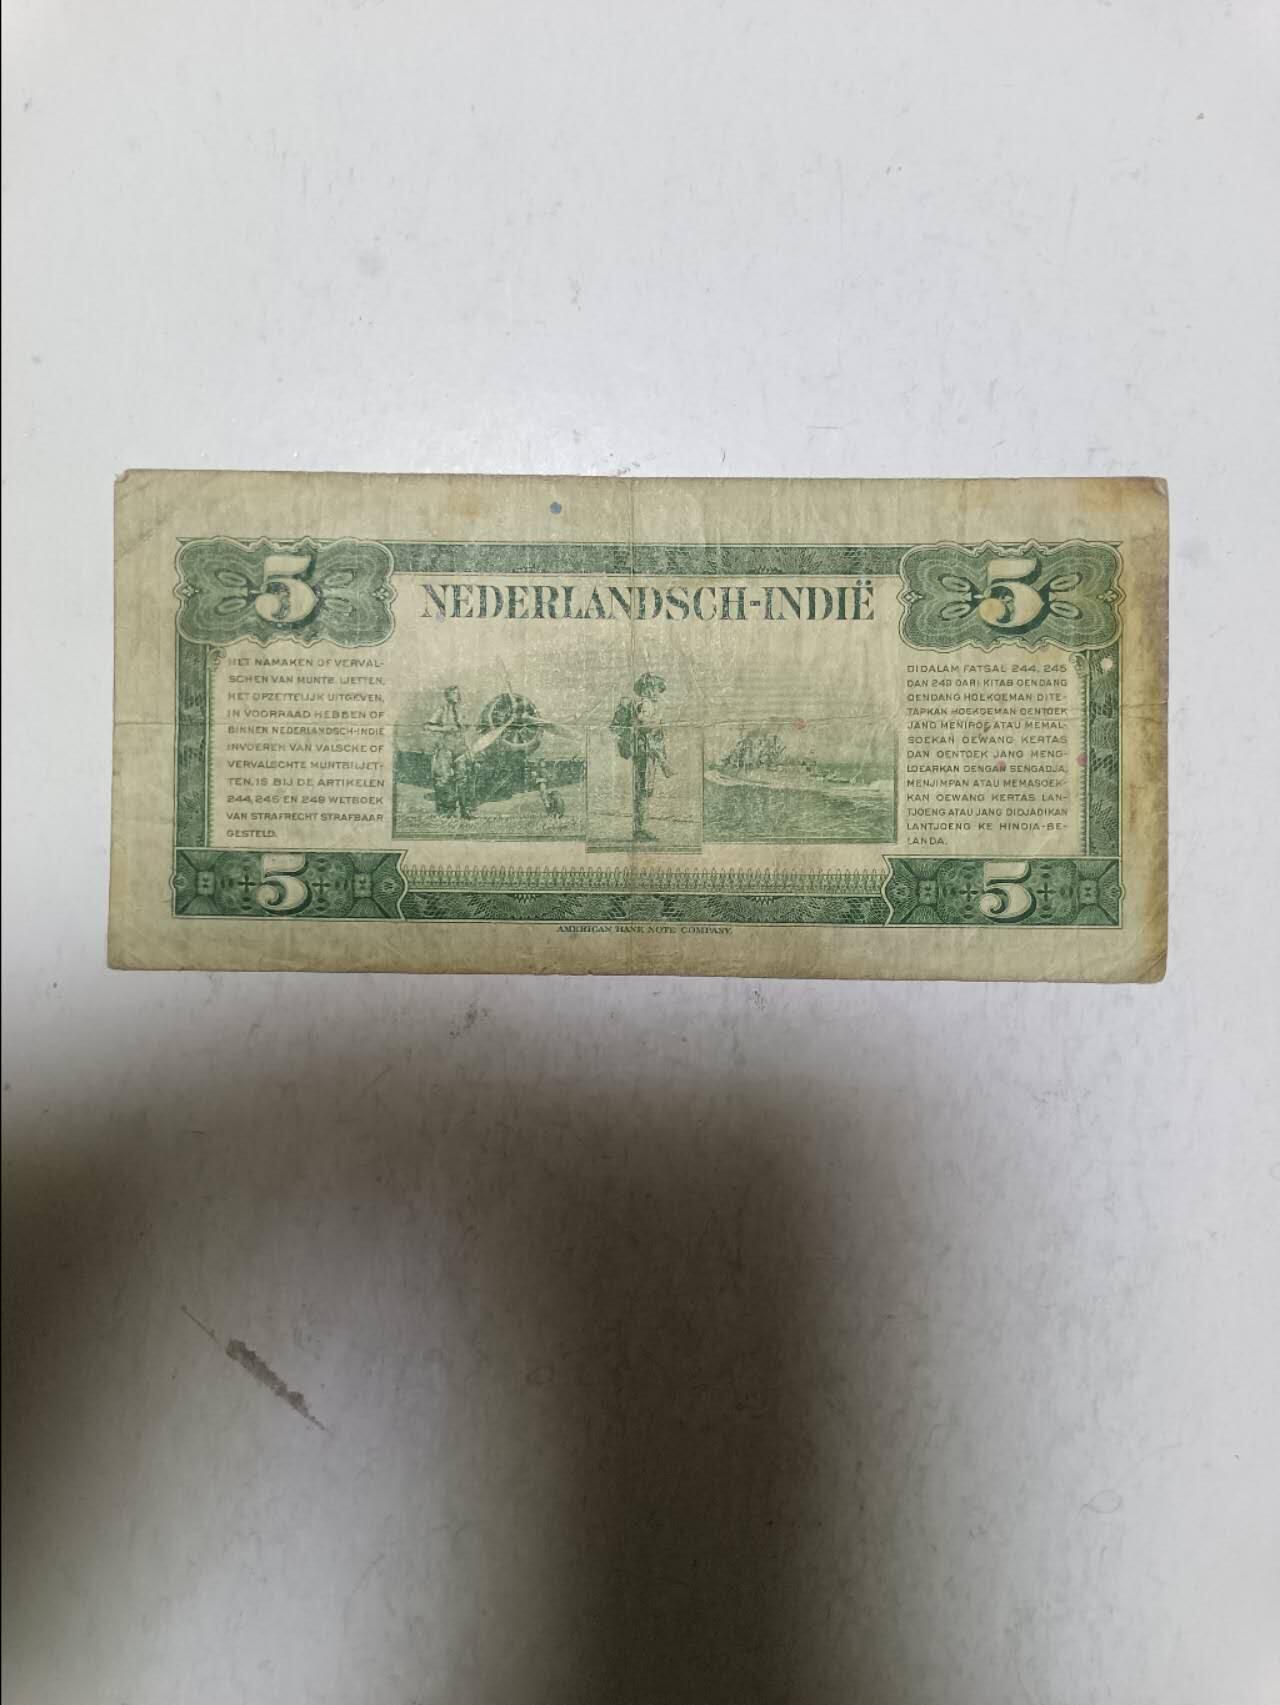 5
5
NEDERLANDSCH-INDIË
HET NAMAKEN OF VERVAL-
SCHEN VAN MUNTBILJETTEN,
HET OPZETTELIJK UITGEVEN,
IN VOORRAAD HEBBEN OF
BINNEN NEDERLANDSCH-INDIË
INVOEREN VAN VALSCHE OF
VERVALSCHTE MUNTBILJET-
TEN, IS BIJ DE ARTIKELEN
244, 245 EN 249 WETBOEK
VAN STRAFRECHT STRAFBAAR
GESTELD.
DIDALAM FATSAL 244, 245
DAN 249 DARI KITAB OENDANG
OENDANG HOEKOEMAN DITE-
TAPKAN HOEKOEMAN OENTOEK
JANG MENIROE ATAU MEMAL-
SOEKAN OEWANG KERTAS
DAN OENTOEK JANG MENG-
LOEARKAN DENGAN SENGADJA,
MENJIMPAN ATAU MEMASOEK-
KAN OEWANG KERTAS LAN-
TJOENG ATAU JANG DIDJADIKAN
LANTJOENG KE HINDIA-BE-
LANDA.
5
5
AMERICAN BANK NOTE COMPANY.